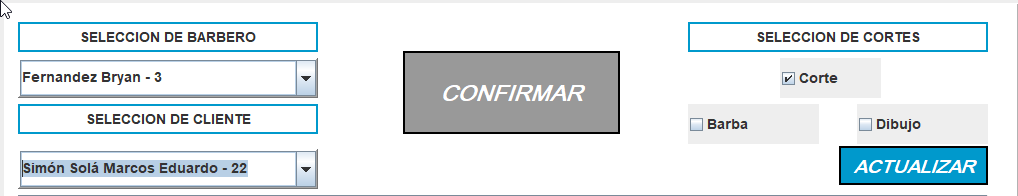 SELECCION DE BARBERO
Fernandez Bryan - 3
SELECCION DE CLIENTE
Simón Solá Marcos Eduardo - 22
CONFIRMAR
SELECCION DE CORTES
Corte
Barba
Dibujo
ACTUALIZAR